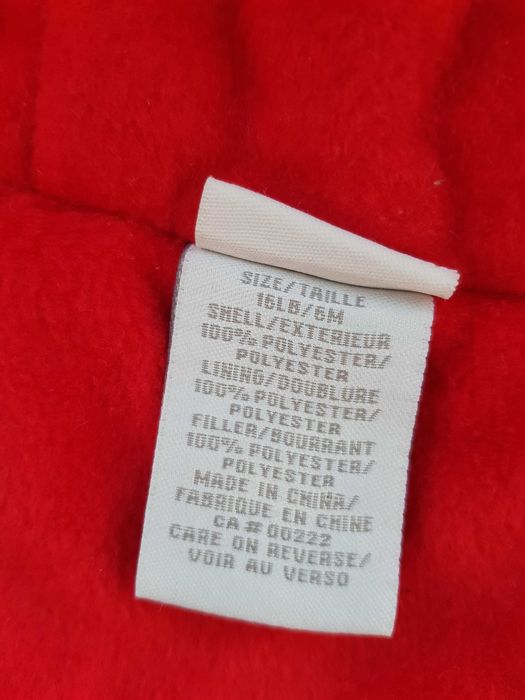 SIZE/TAILLE
16LB/6M
SHELL/EXTERIEUR
100% POLYESTER/
POLYESTER
LINING/DOUBLURE
100% POLYESTER/
POLYESTER
FILLER/BOURRANT
100% POLYESTER/
POLYESTER
MADE IN CHINA/
FABRIQUE EN CHINE
CA # 00222
CARE ON REVERSE/
VOIR AU VERSO